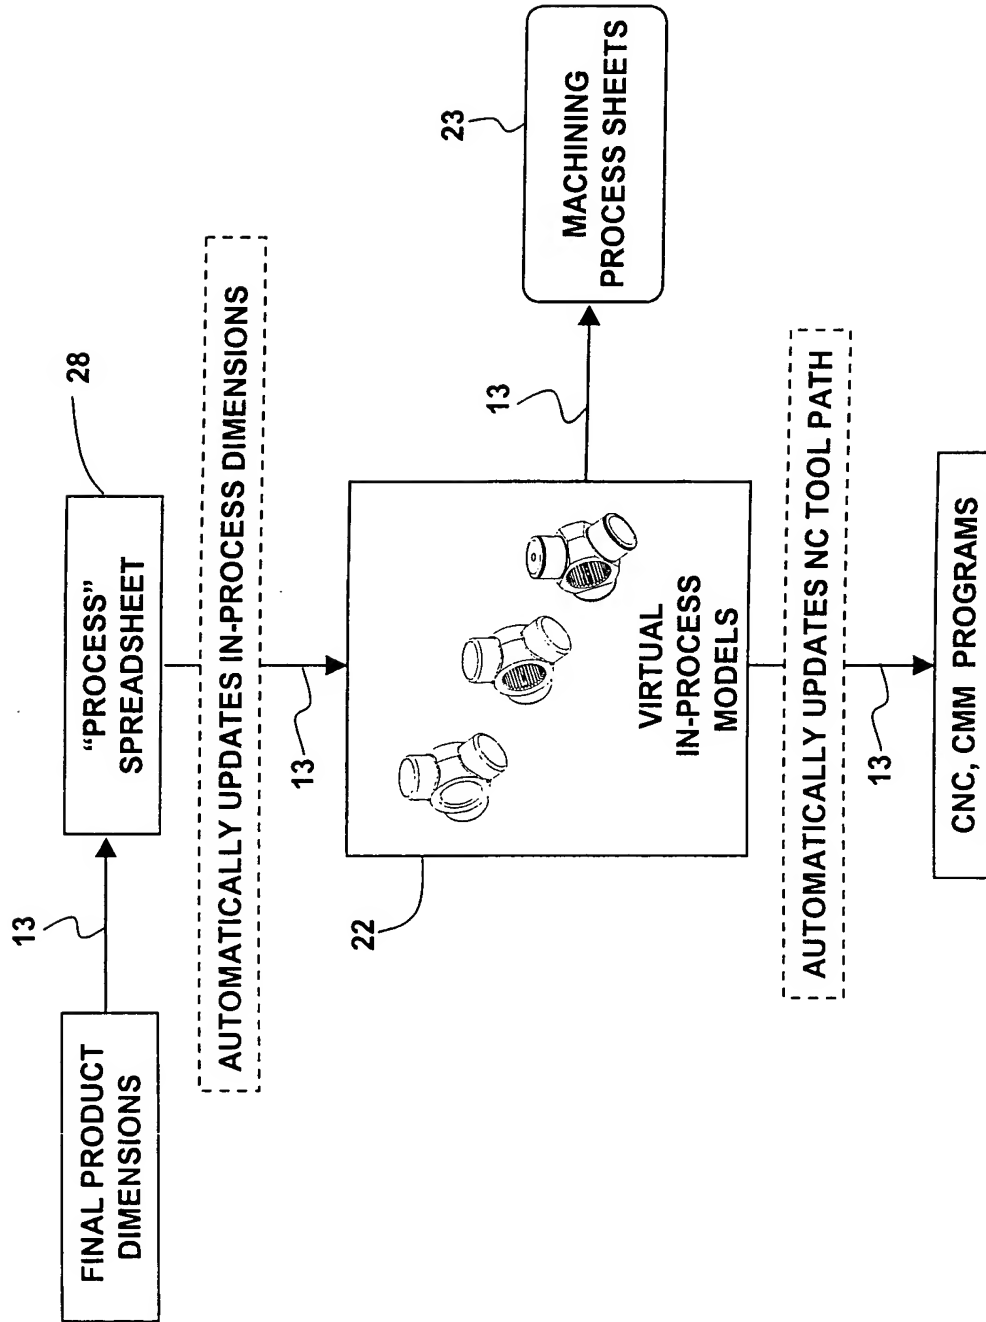 13
28
FINAL PRODUCT
DIMENSIONS
“PROCESS”
SPREADSHEET
AUTOMATICALLY UPDATES IN-PROCESS DIMENSIONS
13
22
VIRTUAL
IN-PROCESS
MODELS
13
23
MACHINING
PROCESS SHEETS
AUTOMATICALLY UPDATES NC TOOL PATH
13
CNC, CMM PROGRAMS